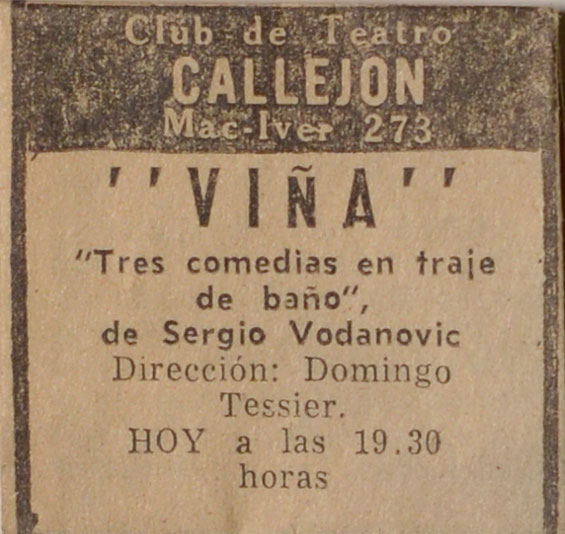 Club de Teatro
CALLEJON
Mac-Iver 273
''VIÑA''
"Tres comedias en traje
de baño",
de Sergio Vodanovic
Dirección: Domingo
Tessier.
HOY a las 19.30
horas